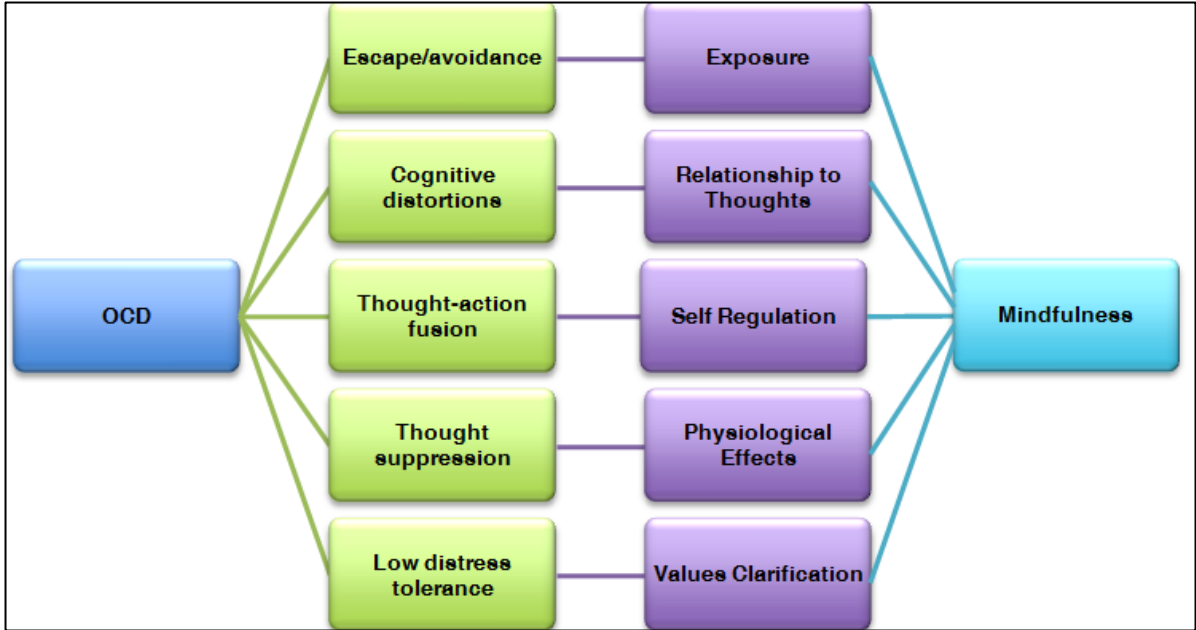 Escape/avoidance
Exposure
Cognitive
distortions
Relationship to
Thoughts
OCD
Thought-action
fusion
Self Regulation
Mindfulness
Thought
suppression
Physiological
Effects
Low distress
tolerance
Values Clarification